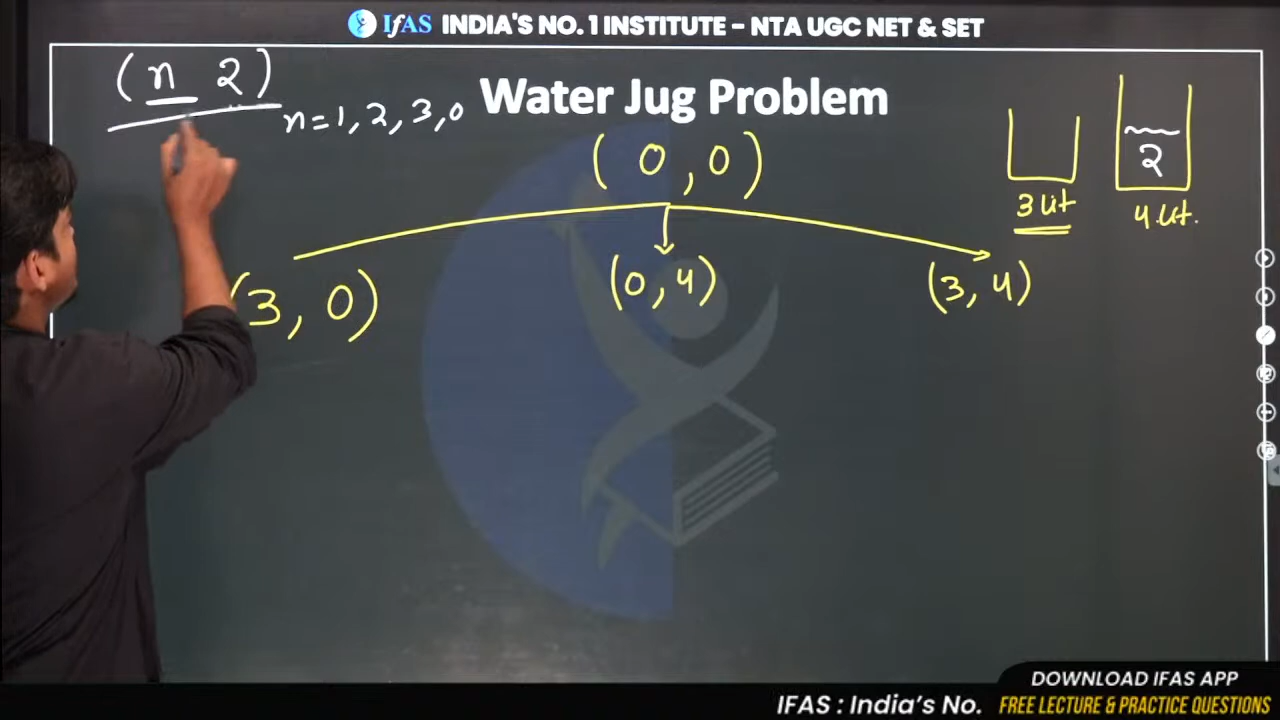 IfAS INDIA'S NO. 1 INSTITUTE – NTA UGC NET & SET
(n 2)
n=1, 2, 3, 0
Water Jug Problem
(0, 0)
2
3 Lit
4 Lit.
(3, 0)
(0, 4)
(3, 4)
DOWNLOAD IFAS APP
IFAS : India's No.
FREE LECTURE & PRACTICE QUESTIONS